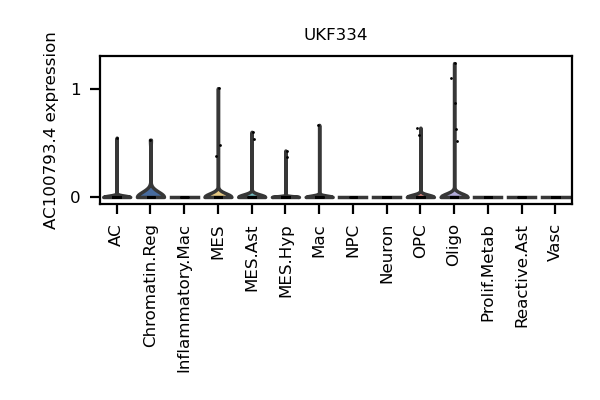 UKF334
AC100793.4 expression
1
0
AC
Chromatin.Reg
Inflammatory.Mac
MES
MES.Ast
MES.Hyp
Mac
NPC
Neuron
OPC
Oligo
Prolif.Metab
Reactive.Ast
Vasc